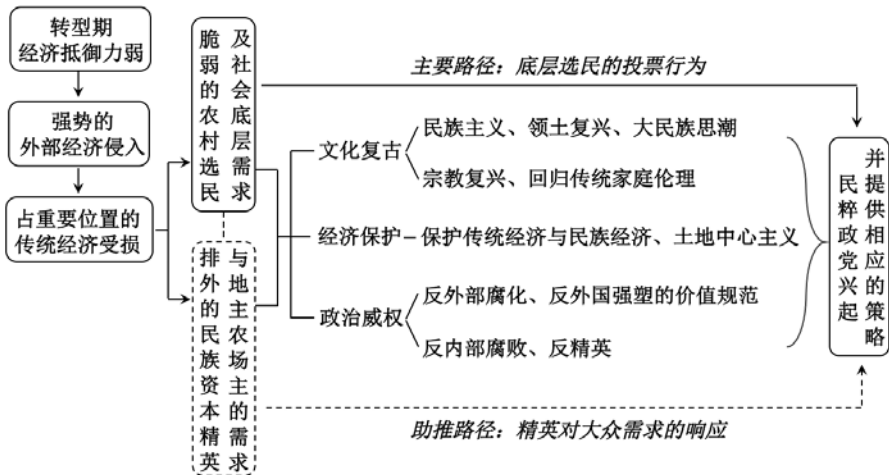 转型期
经济抵御力弱
强势的
外部经济侵入
占重要位置的
传统经济受损
脆弱的农村选民
及社会底层需求
排外的民族资本精英
与地主农场主的需求
主要路径：底层选民的投票行为
文化复古
民族主义、领土复兴、大民族思潮
宗教复兴、回归传统家庭伦理
经济保护
保护传统经济与民族经济、土地中心主义
政治威权
反外部腐化、反外国强塑的价值规范
反内部腐败、反精英
助推路径：精英对大众需求的响应
民粹政党兴起
并提供相应的策略